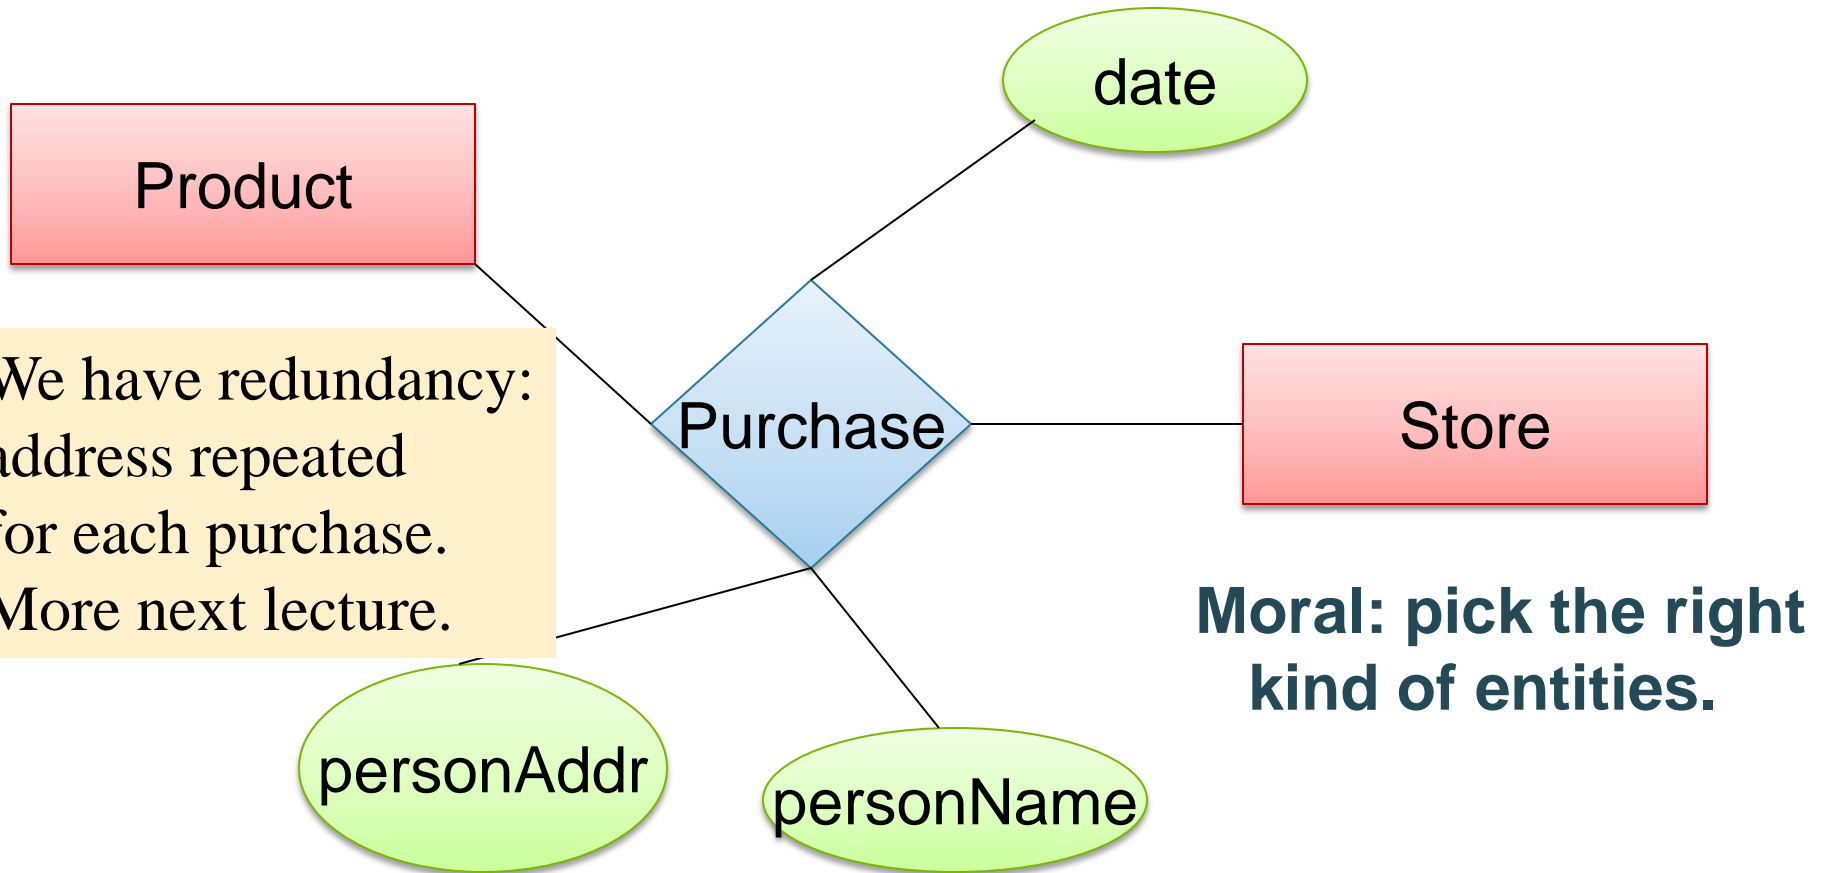 date
Product
We have redundancy:
address repeated
for each purchase.
More next lecture.
Purchase
Store
Moral: pick the right
kind of entities.
personAddr
personName